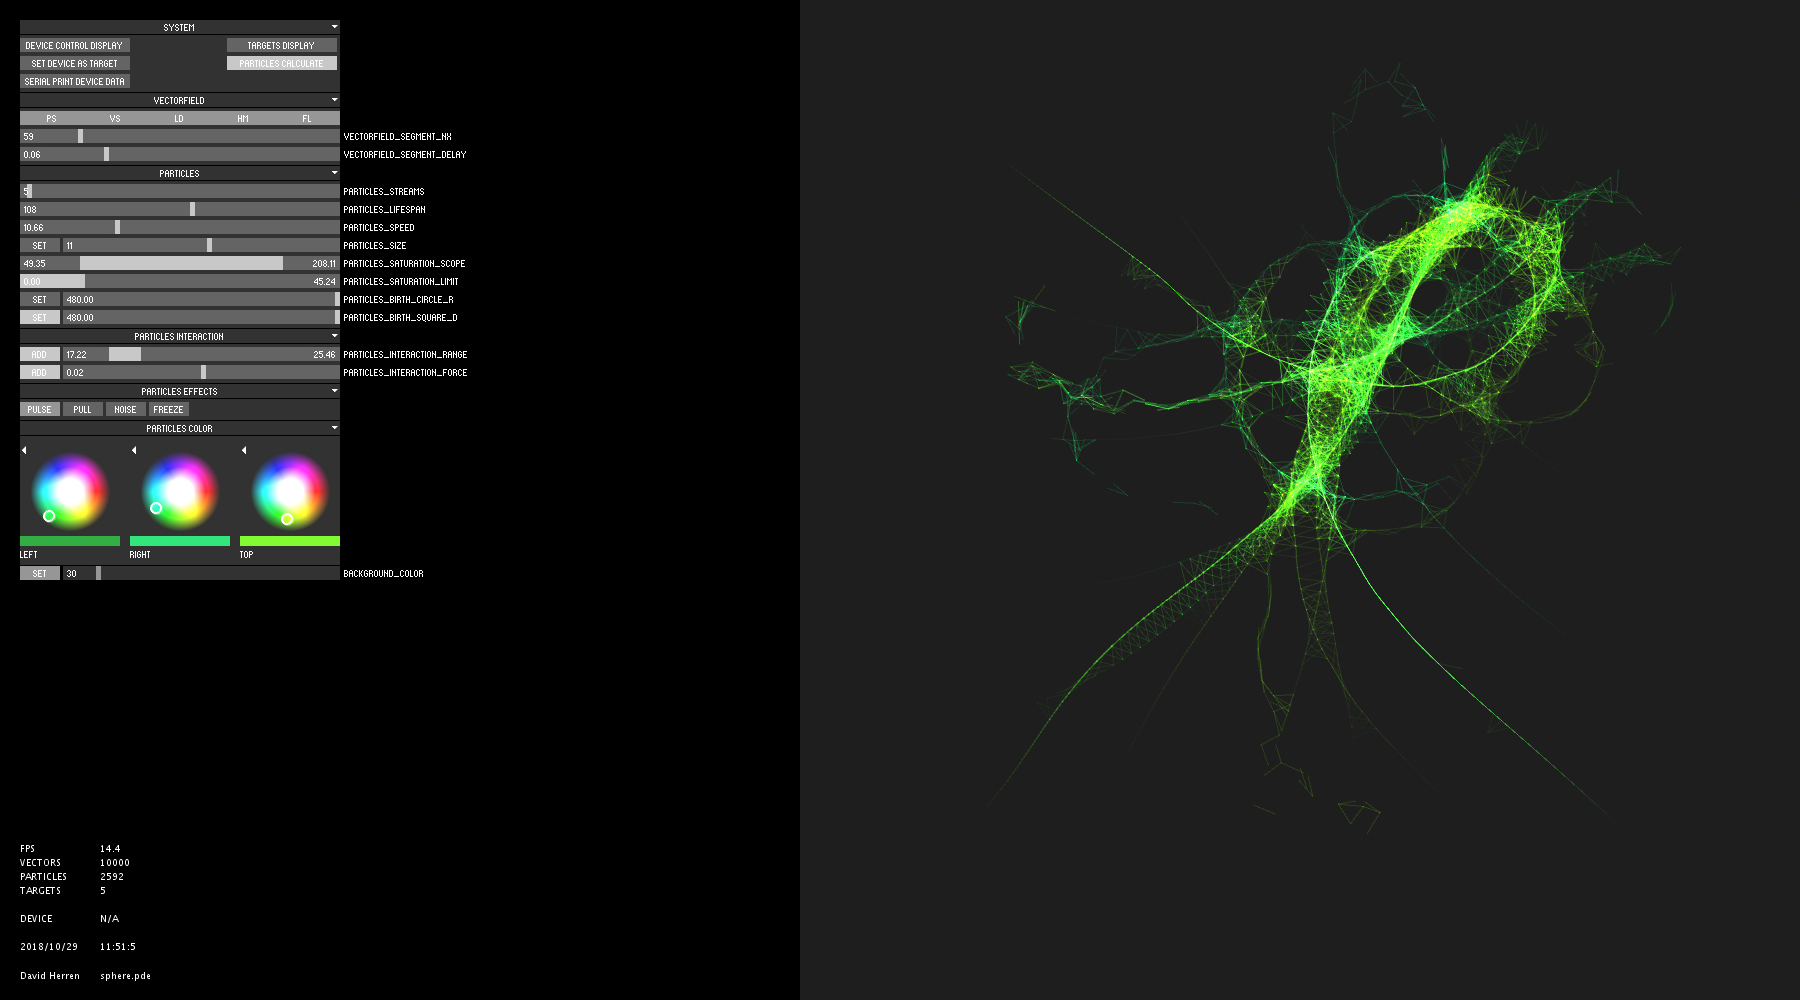 SYSTEM
DEVICE CONTROL DISPLAY TARGETS DISPLAY
SET DEVICE AS TARGET PARTICLES CALCULATE
SERIAL PRINT DEVICE DATA
VECTORFIELD
PS VS LD HM FL
59 VECTORFIELD_SEGMENT_NX
0.06 VECTORFIELD_SEGMENT_DELAY
PARTICLES
5 PARTICLES_STREAMS
108 PARTICLES_LIFESPAN
10.66 PARTICLES_SPEED
SET 11 PARTICLES_SIZE
49.35 208.11 PARTICLES_SATURATION_SCOPE
0.00 45.24 PARTICLES_SATURATION_LIMIT
SET 480.00 PARTICLES_BIRTH_CIRCLE_R
SET 480.00 PARTICLES_BIRTH_SQUARE_D
PARTICLES INTERACTION
ADD 17.22 25.46 PARTICLES_INTERACTION_RANGE
ADD 0.02 PARTICLES_INTERACTION_FORCE
PARTICLES EFFECTS
PULSE PULL NOISE FREEZE
PARTICLES COLOR
LEFT RIGHT TOP
SET 30 BACKGROUND_COLOR
FPS 14.4
VECTORS 10000
PARTICLES 2592
TARGETS 5
DEVICE N/A
2018/10/29 11:51:5
David Herren sphere.pde